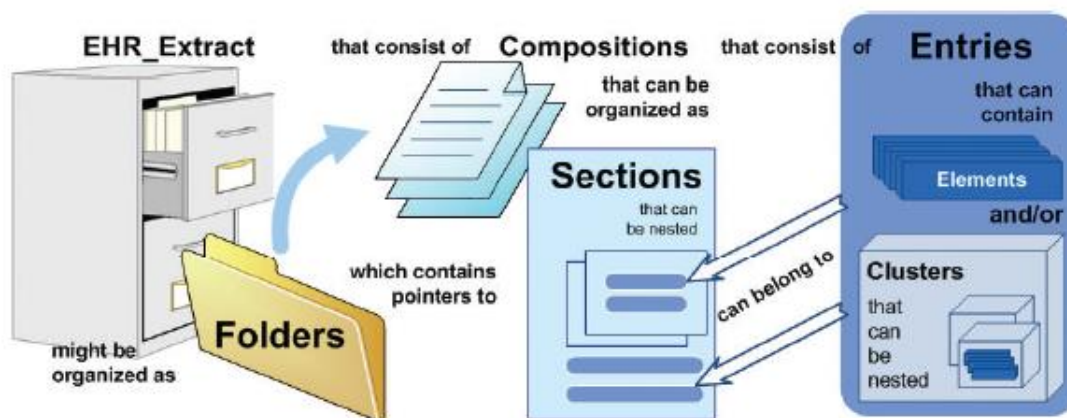 EHR_Extract
that consist of
Compositions
that consist of
Entries
that can be
organized as
that can
contain
Elements
and/or
Sections
that can
be nested
which contains
pointers to
can belong to
Clusters
that
can
be
nested
Folders
might be
organized as